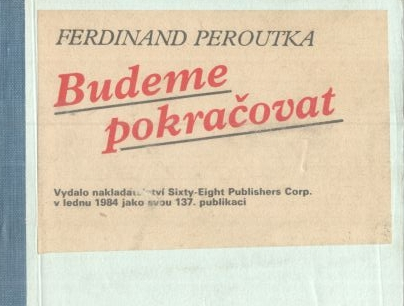 FERDINAND PEROUTKA
Budeme
pokračovat
Vydalo nakladatelství Sixty-Eight Publishers Corp.
v lednu 1984 jako svou 137. publikaci